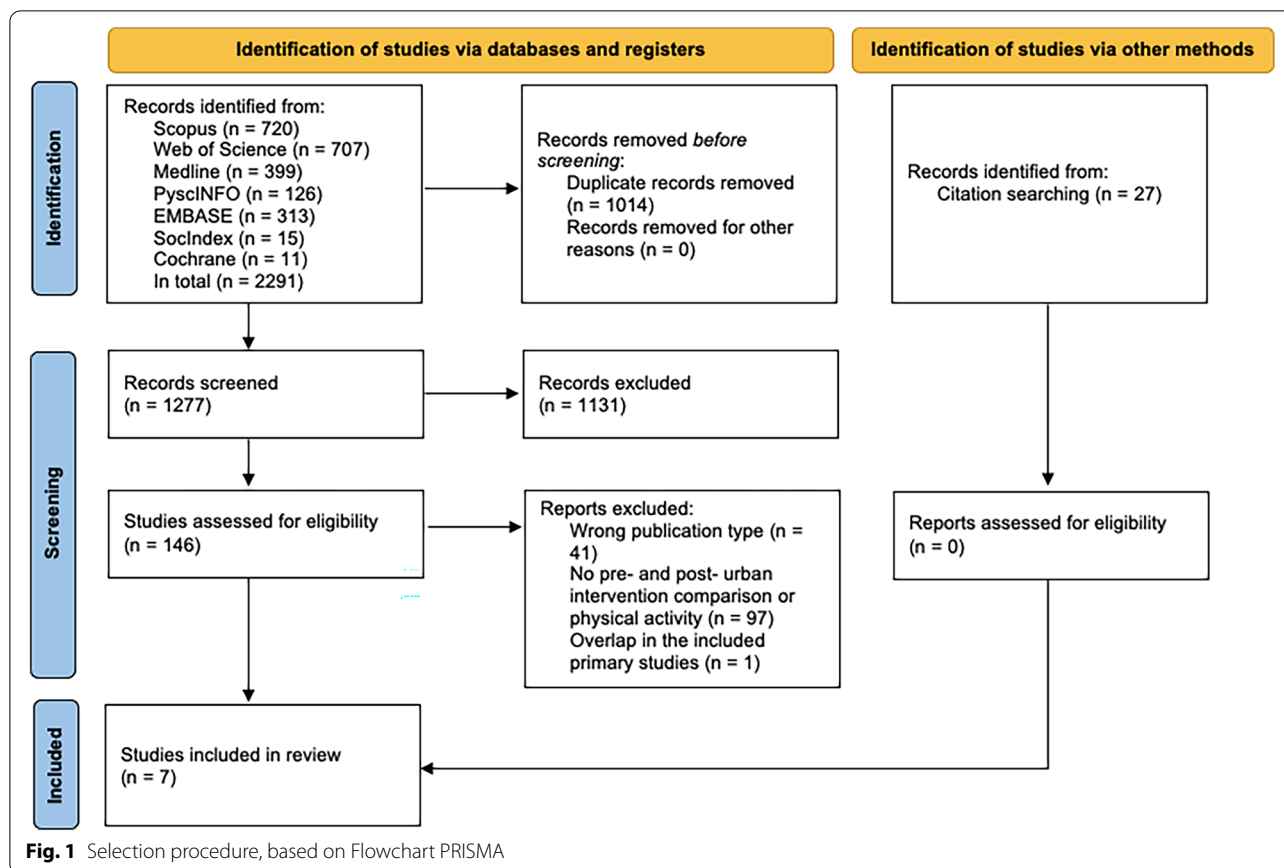 Identification of studies via databases and registers
Identification of studies via other methods
Identification
Records identified from:
Scopus (n = 720)
Web of Science (n = 707)
Medline (n = 399)
PyscINFO (n = 126)
EMBASE (n = 313)
SocIndex (n = 15)
Cochrane (n = 11)
In total (n = 2291)
Records removed before
screening:
Duplicate records removed
(n = 1014)
Records removed for other
reasons (n = 0)
Records identified from:
Citation searching (n = 27)
Screening
Records screened
(n = 1277)
Records excluded
(n = 1131)
Studies assessed for eligibility
(n = 146)
Reports excluded:
Wrong publication type (n =
41)
No pre- and post- urban
intervention comparison or
physical activity (n = 97)
Overlap in the included
primary studies (n = 1)
Reports assessed for eligibility
(n = 0)
Included
Studies included in review
(n = 7)
Fig. 1 Selection procedure, based on Flowchart PRISMA